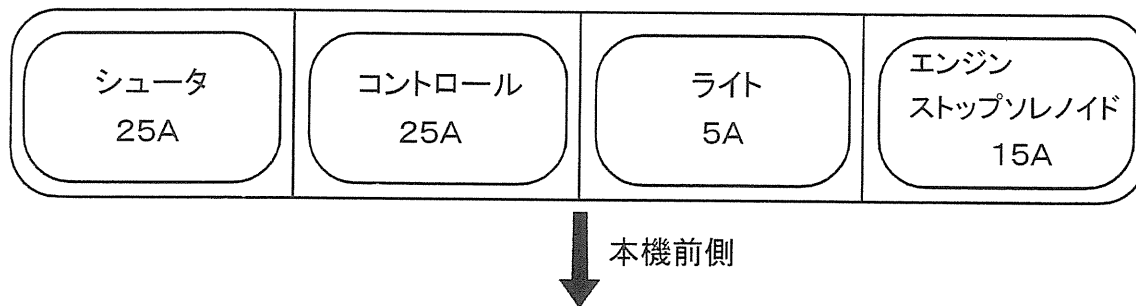 シュータ
25A
コントロール
25A
ライト
5A
エンジン
ストップソレノイド
15A
本機前側